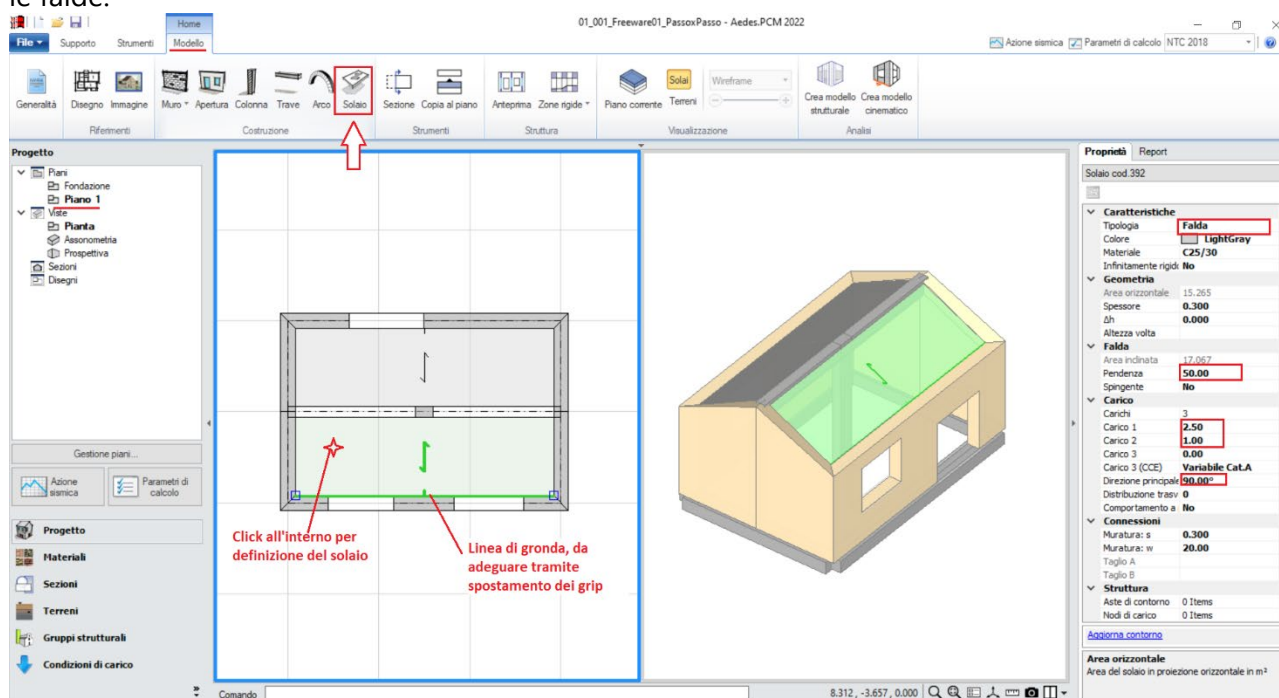 le falde.
01_001_Freeware01_PassoxPasso - Aedes.PCM 2022
Home
File Supporto Strumenti Modello
Azione sismica Parametri di calcolo NTC 2018
Generalità Disegno Immagine Muro Apertura Colonna Trave Arco Solaio Sezione Copia al piano Anteprima Zone rigide Piano corrente Solai Terreni Wireframe Crea modello strutturale Crea modello cinematico
Riferimenti Costruzione Strumenti Struttura Visualizzazione Analisi
Progetto
Piani
Fondazione
Piano 1
Viste
Pianta
Assonometria
Prospettiva
Sezioni
Disegni
Gestione piani...
Azione sismica
Parametri di calcolo
Progetto
Materiali
Sezioni
Terreni
Gruppi strutturali
Condizioni di carico
Click all'interno per
definizione del solaio
Linea di gronda, da
adeguare tramite
spostamento dei grip
Comando
8.312 , -3.657 , 0.000
Proprietà Report
Solaio cod.392
Caratteristiche
Tipologia Falda
Colore LightGray
Materiale C25/30
Infinitamente rigid No
Geometria
Area orizzontale 15.265
Spessore 0.300
Δh 0.000
Altezza volta
Falda
Area inclinata 17.067
Pendenza 50.00
Spingente No
Carico
Carichi 3
Carico 1 2.50
Carico 2 1.00
Carico 3 0.00
Carico 3 (CCE) Variabile Cat.A
Direzione principale 90.00°
Distribuzione trasv 0
Comportamento a No
Connessioni
Muratura: s 0.300
Muratura: w 20.00
Taglio A
Taglio B
Struttura
Aste di contorno 0 Items
Nodi di carico 0 Items
Aggiorna contorno
Area orizzontale
Area del solaio in proiezione orizzontale in m²